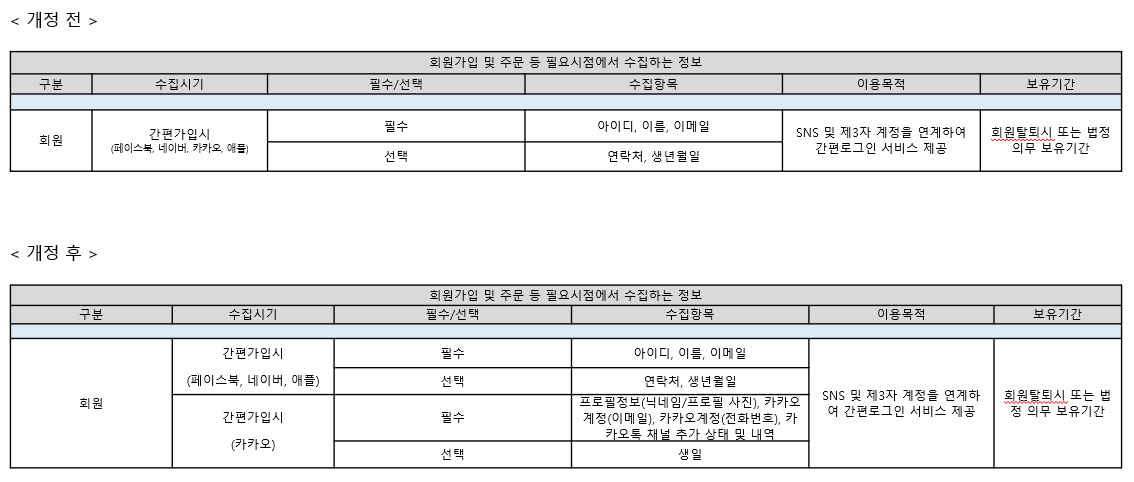 < 개정 전 >
회원가입 및 주문 등 필요시점에서 수집하는 정보
구분 수집시기 필수/선택 수집항목 이용목적 보유기간
회원
간편가입시
(페이스북, 네이버, 카카오, 애플)
필수
아이디, 이름, 이메일
선택
연락처, 생년월일
SNS 및 제3자 계정을 연계하여
간편로그인 서비스 제공
회원탈퇴시 또는 법정
의무 보유기간
< 개정 후 >
회원가입 및 주문 등 필요시점에서 수집하는 정보
구분 수집시기 필수/선택 수집항목 이용목적 보유기간
회원
간편가입시
(페이스북, 네이버, 애플)
필수
아이디, 이름, 이메일
선택
연락처, 생년월일
간편가입시
(카카오)
필수
프로필정보(닉네임/프로필 사진), 카카오
계정(이메일), 카카오계정(전화번호), 카
카오톡 채널 추가 상태 및 내역
선택
생일
SNS 및 제3자 계정을 연계하
여 간편로그인 서비스 제공
회원탈퇴시 또는 법
정 의무 보유기간